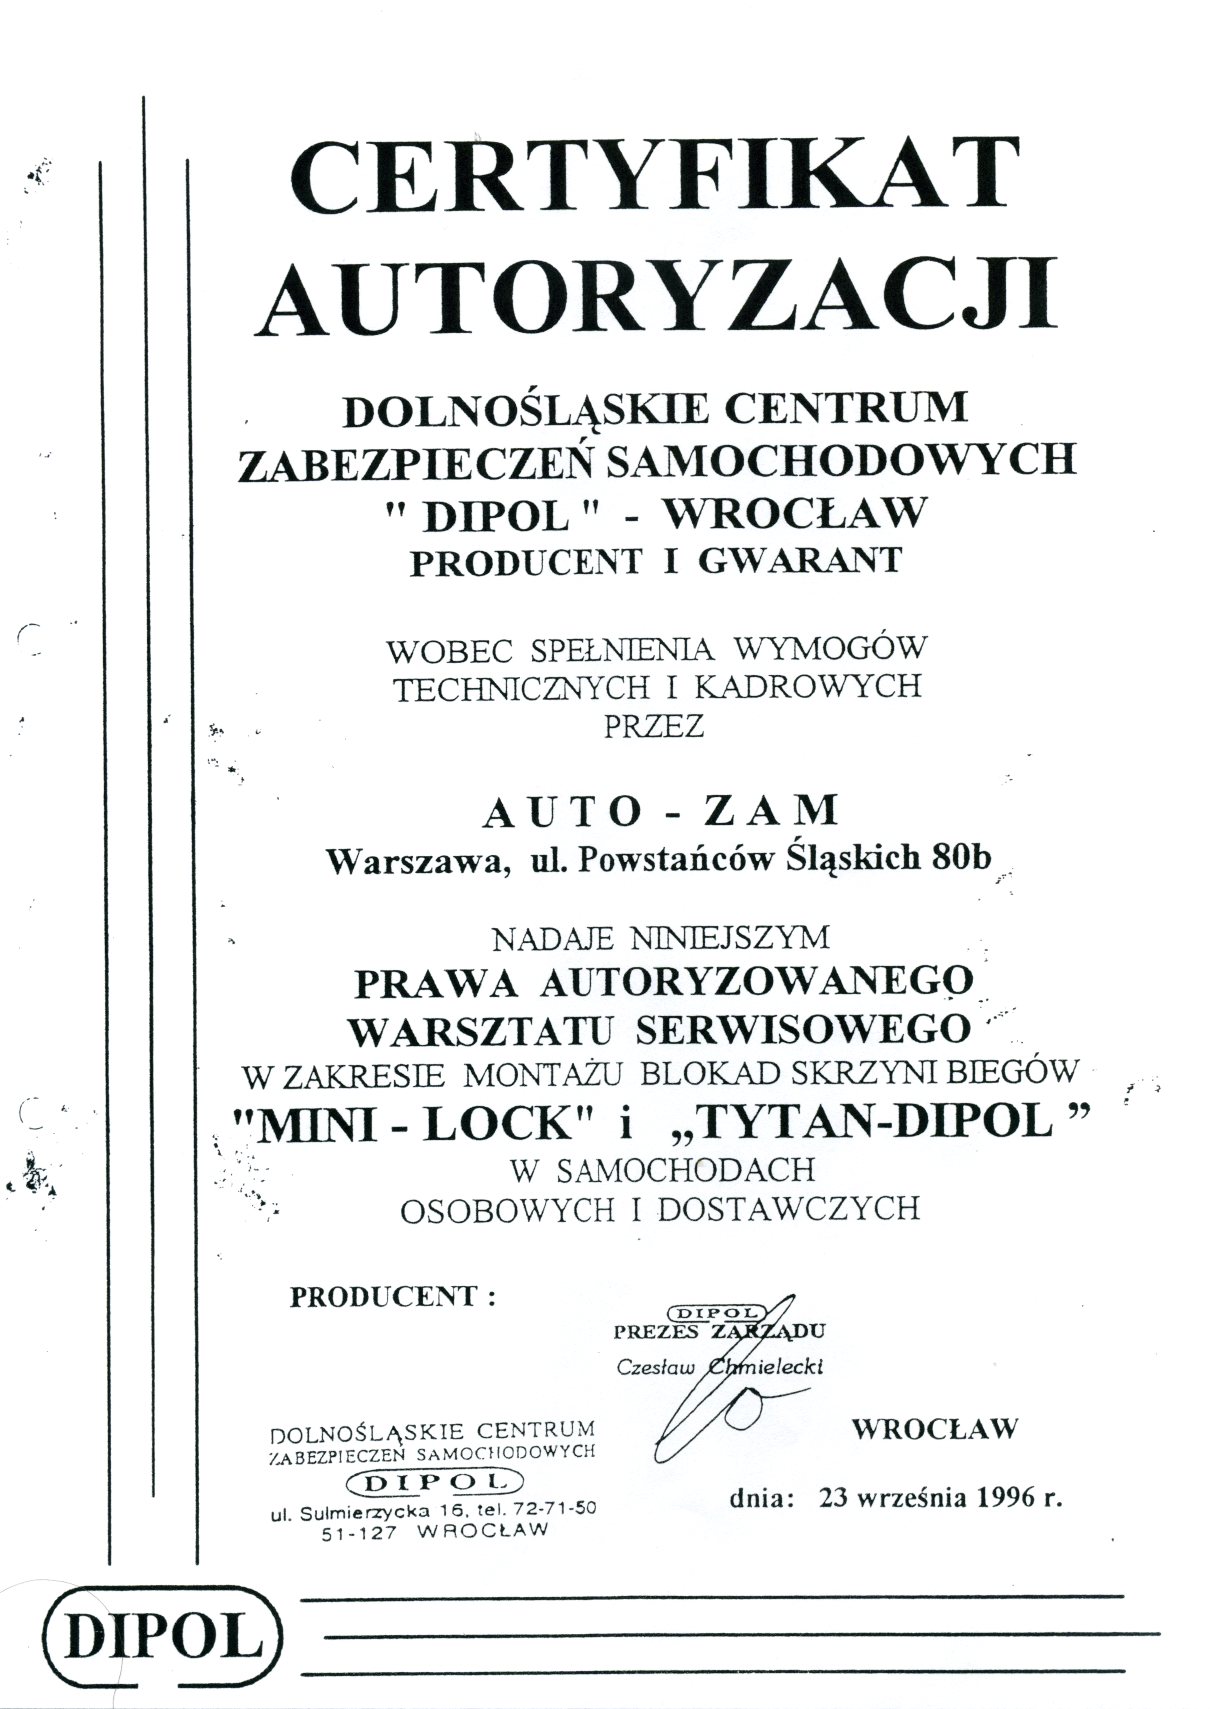 CERTYFIKAT
AUTORYZACJI
DOLNOŚLĄSKIE CENTRUM
ZABEZPIECZEŃ SAMOCHODOWYCH
" DIPOL " - WROCŁAW
PRODUCENT I GWARANT
WOBEC SPEŁNIENIA WYMOGÓW
TECHNICZNYCH I KADROWYCH
PRZEZ
AUTO - ZAM
Warszawa, ul. Powstańców Śląskich 80b
NADAJE NINIEJSZYM
PRAWA AUTORYZOWANEGO
WARSZTATU SERWISOWEGO
W ZAKRESIE MONTAŻU BLOKAD SKRZYNI BIEGÓW
"MINI - LOCK" i „TYTAN-DIPOL ”
W SAMOCHODACH
OSOBOWYCH I DOSTAWCZYCH
PRODUCENT :
DIPOL
PREZES ZARZĄDU
Czesław Chmielecki
DOLNOŚLĄSKIE CENTRUM
ZABEZPIECZEŃ SAMOCHODOWYCH
DIPOL
ul. Sulmierzycka 16, tel. 72-71-50
51-127 WROCŁAW
WROCŁAW
dnia: 23 września 1996 r.
DIPOL